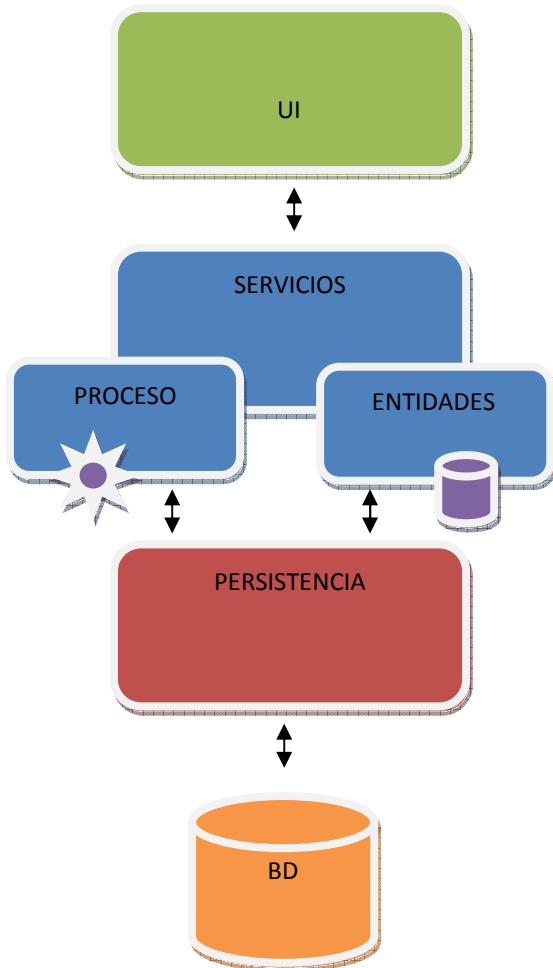 UI
SERVICIOS
PROCESO
ENTIDADES
PERSISTENCIA
BD